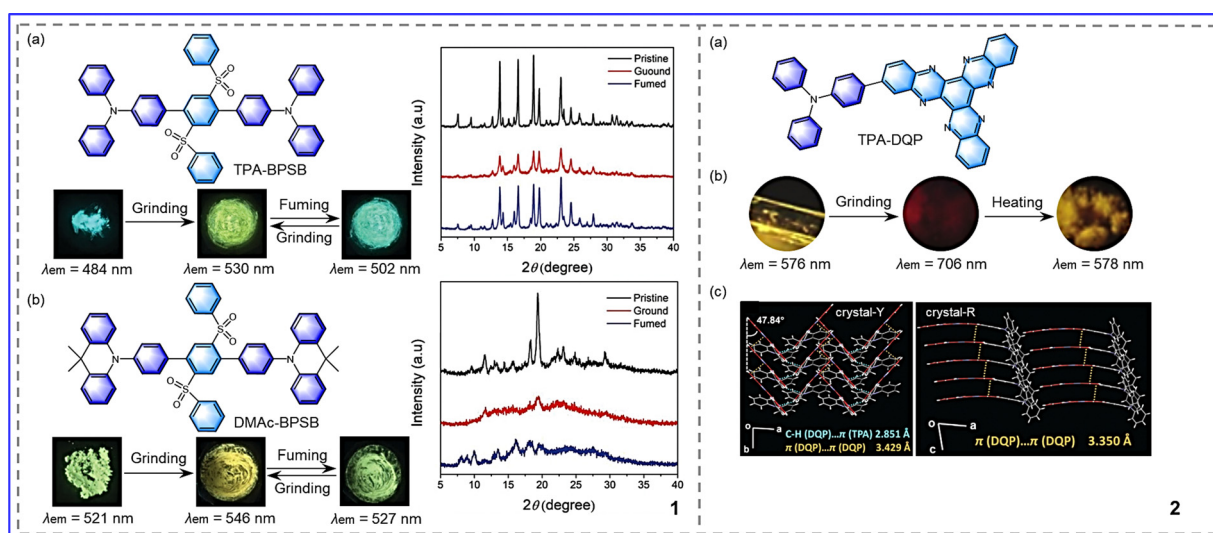 (a)
O
S
O
N
N
O
S
O
TPA-BPSB
Grinding
Fuming
Grinding
λem = 484 nm
λem = 530 nm
λem = 502 nm
Intensity (a.u)
Pristine
Guound
Fumed
5 10 15 20 25 30 35 40
2θ (degree)
(b)
O
S
O
N
N
O
S
O
DMAc-BPSB
Grinding
Fuming
Grinding
λem = 521 nm
λem = 546 nm
λem = 527 nm
Intensity (a.u)
Pristine
Ground
Fumed
5 10 15 20 25 30 35 40
2θ (degree)
1
(a)
N
N
N
N
N
N
N
TPA-DQP
(b)
Grinding
Heating
λem = 576 nm
λem = 706 nm
λem = 578 nm
(c)
47.84°
crystal-Y
o a
b
C-H (DQP)...π (TPA) 2.851 Å
π (DQP)...π (DQP) 3.429 Å
crystal-R
o a
c
π (DQP)...π (DQP) 3.350 Å
2